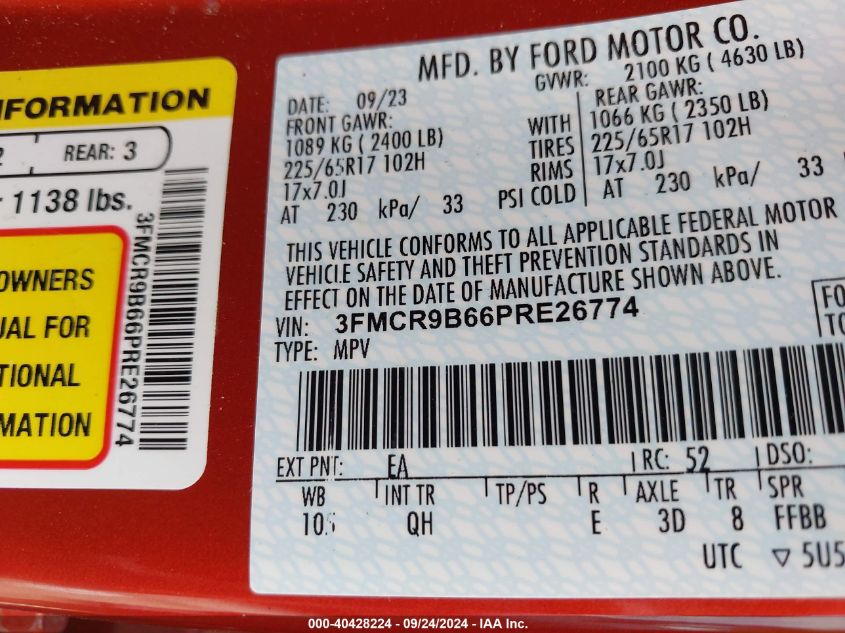 INFORMATION
2 REAR: 3
1138 lbs.
OWNERS
FOR
MATION
3FMCR9B66PRE26774
MFD. BY FORD MOTOR CO.
DATE: 09/23 GVWR: 2100 KG ( 4630 LB)
FRONT GAWR: REAR GAWR:
1089 KG ( 2400 LB) WITH 1066 KG ( 2350 LB)
225/65R17 102H TIRES 225/65R17 102H
17x7.0J RIMS 17x7.0J
AT 230 kPa/ 33 PSI COLD AT 230 kPa/ 33
THIS VEHICLE CONFORMS TO ALL APPLICABLE FEDERAL MOTOR
VEHICLE SAFETY AND THEFT PREVENTION STANDARDS IN
EFFECT ON THE DATE OF MANUFACTURE SHOWN ABOVE.
VIN: 3FMCR9B66PRE26774
TYPE: MPV
EXT PNT: EA RC: 52 DSO:
WB INT TR TP/PS R AXLE TR SPR
QH E 3D 8 FFBB
UTC ▽ 5U5
000-40428224 - 09/24/2024 - IAA Inc.